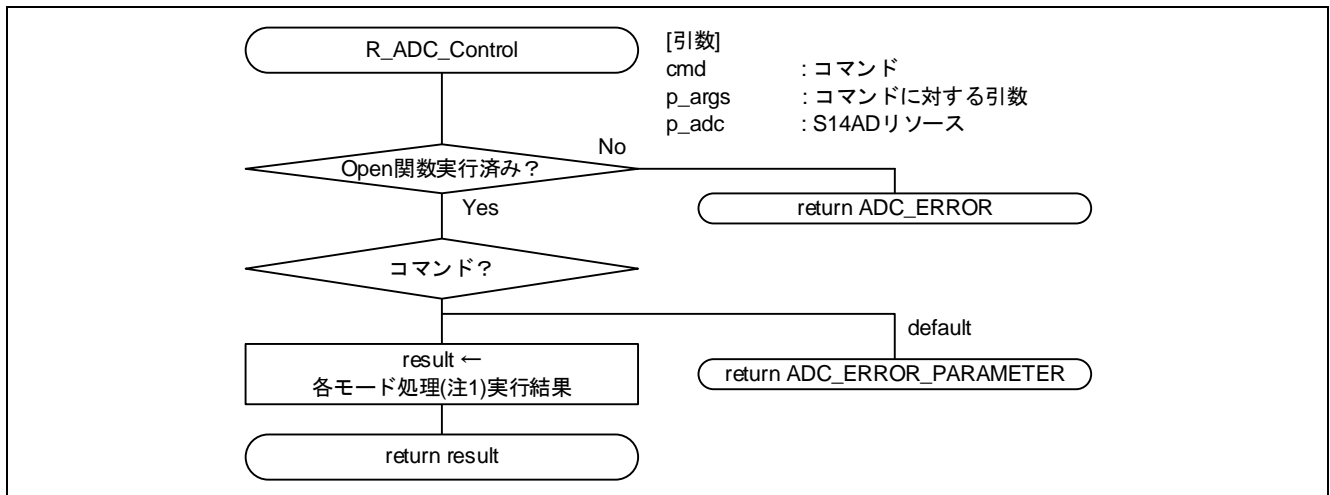 R_ADC_Control
[引数]
cmd : コマンド
p_args : コマンドに対する引数
p_adc : S14ADリソース
Open関数実行済み？
No
return ADC_ERROR
Yes
コマンド？
default
return ADC_ERROR_PARAMETER
result ←
各モード処理(注1)実行結果
return result